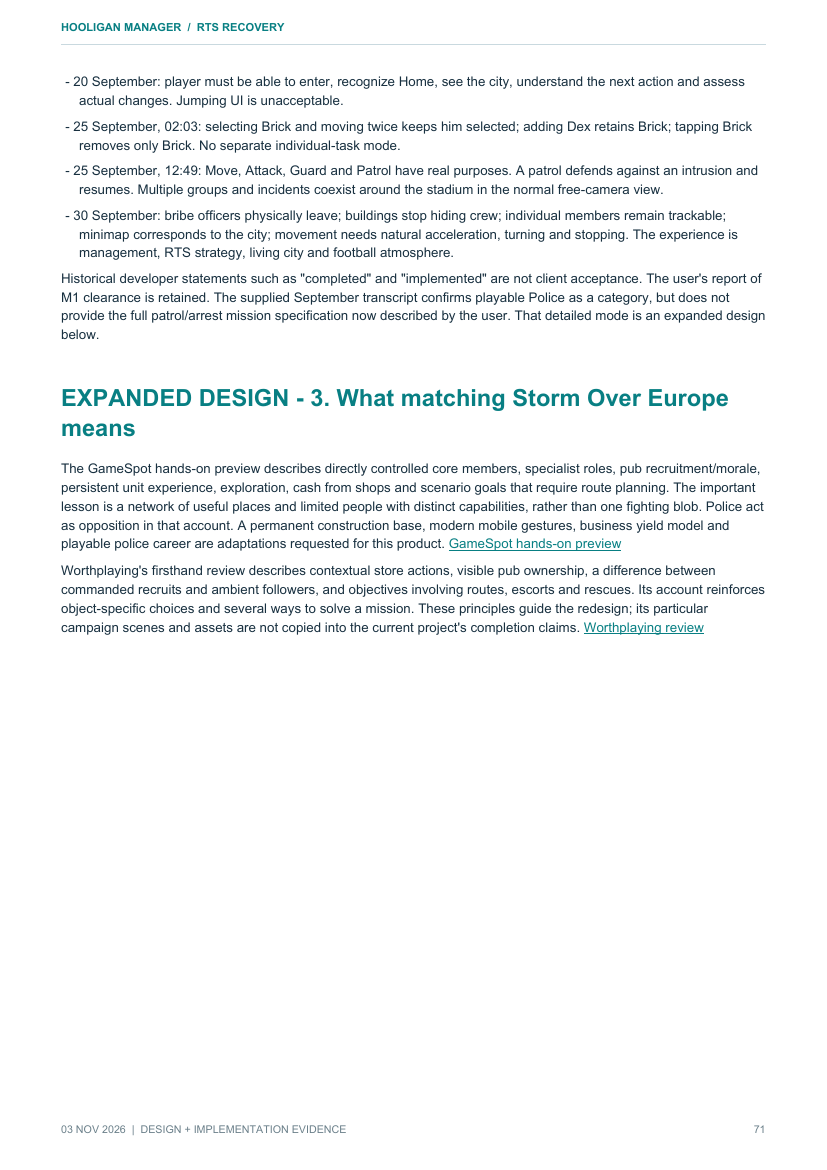 HOOLIGAN MANAGER / RTS RECOVERY
- 20 September: player must be able to enter, recognize Home, see the city, understand the next action and assess
actual changes. Jumping UI is unacceptable.
- 25 September, 02:03: selecting Brick and moving twice keeps him selected; adding Dex retains Brick; tapping Brick
removes only Brick. No separate individual-task mode.
- 25 September, 12:49: Move, Attack, Guard and Patrol have real purposes. A patrol defends against an intrusion and
resumes. Multiple groups and incidents coexist around the stadium in the normal free-camera view.
- 30 September: bribe officers physically leave; buildings stop hiding crew; individual members remain trackable;
minimap corresponds to the city; movement needs natural acceleration, turning and stopping. The experience is
management, RTS strategy, living city and football atmosphere.
Historical developer statements such as "completed" and "implemented" are not client acceptance. The user's report of
M1 clearance is retained. The supplied September transcript confirms playable Police as a category, but does not
provide the full patrol/arrest mission specification now described by the user. That detailed mode is an expanded design
below.
EXPANDED DESIGN - 3. What matching Storm Over Europe
means
The GameSpot hands-on preview describes directly controlled core members, specialist roles, pub recruitment/morale,
persistent unit experience, exploration, cash from shops and scenario goals that require route planning. The important
lesson is a network of useful places and limited people with distinct capabilities, rather than one fighting blob. Police act
as opposition in that account. A permanent construction base, modern mobile gestures, business yield model and
playable police career are adaptations requested for this product. GameSpot hands-on preview
Worthplaying's firsthand review describes contextual store actions, visible pub ownership, a difference between
commanded recruits and ambient followers, and objectives involving routes, escorts and rescues. Its account reinforces
object-specific choices and several ways to solve a mission. These principles guide the redesign; its particular
campaign scenes and assets are not copied into the current project's completion claims. Worthplaying review
03 NOV 2026 | DESIGN + IMPLEMENTATION EVIDENCE
71